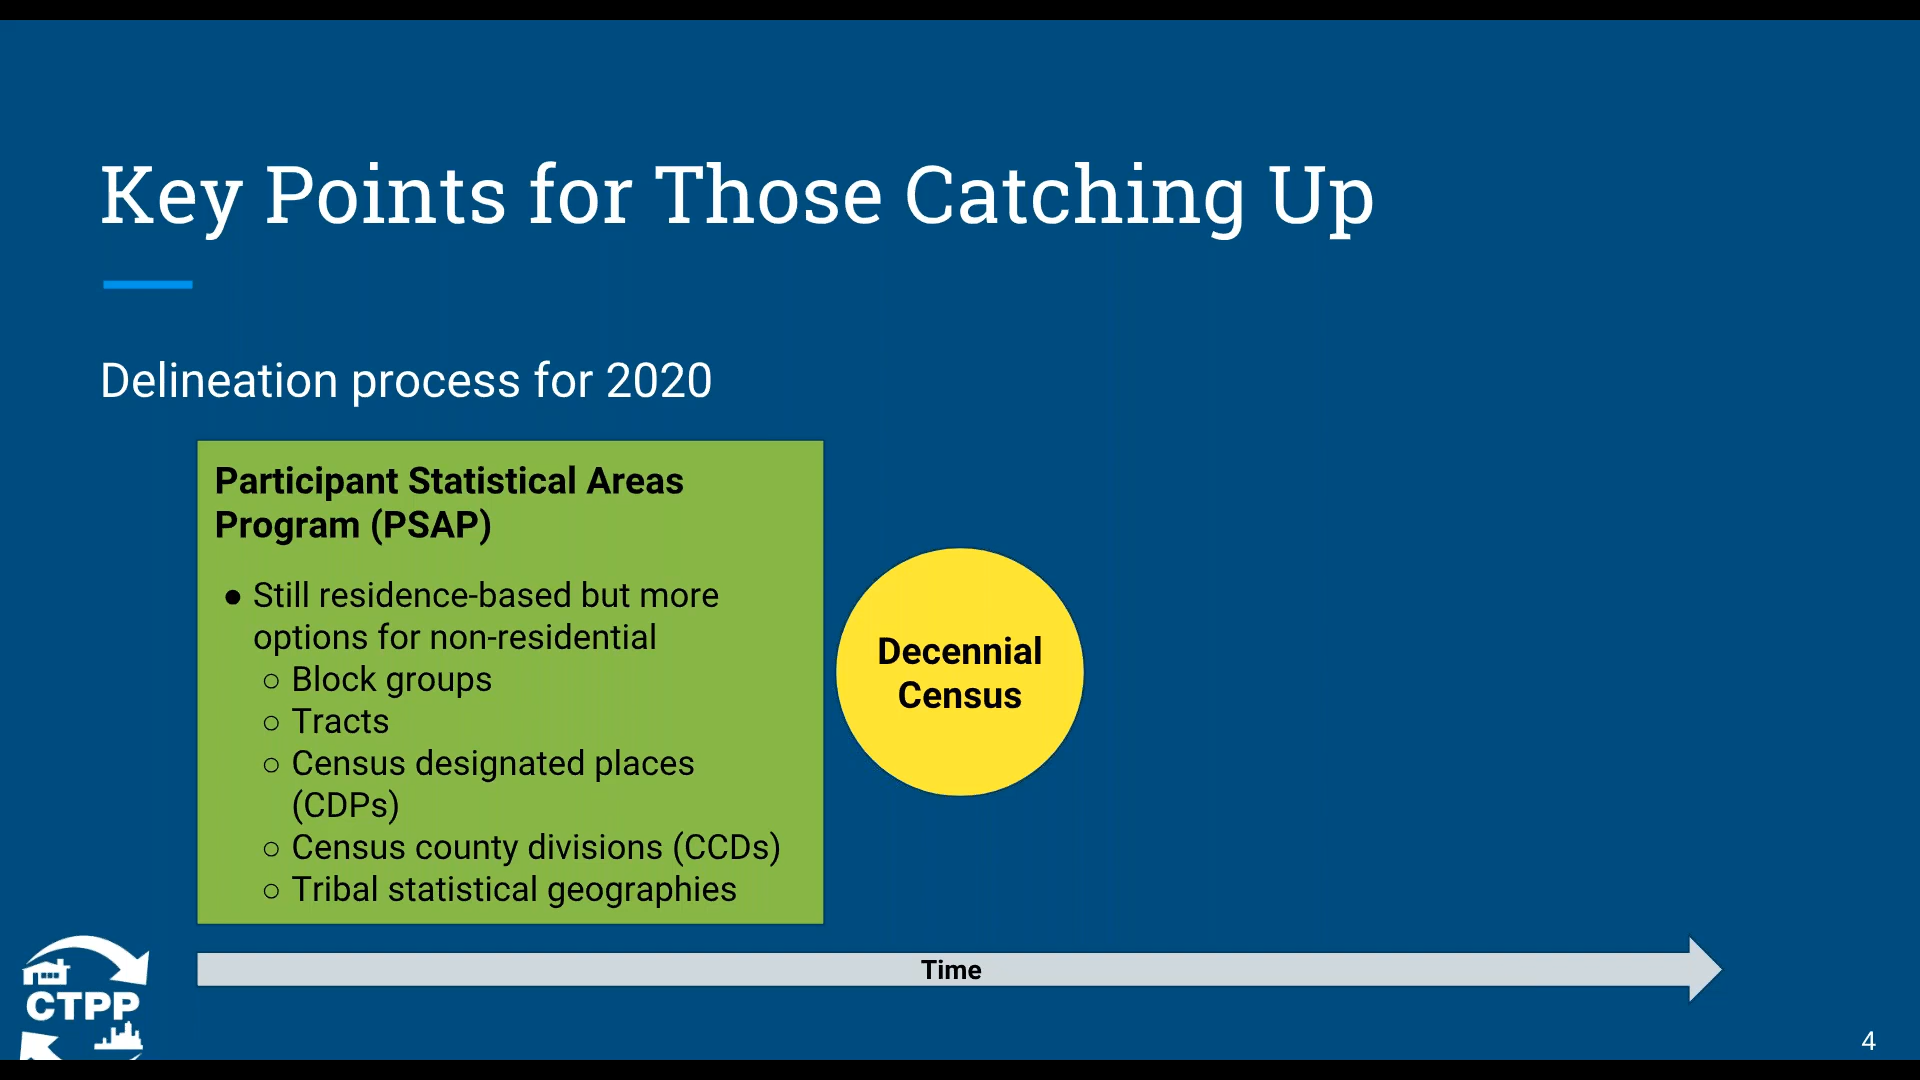 Key Points for Those Catching Up
Delineation process for 2020
Participant Statistical Areas
Program (PSAP)
● Still residence-based but more
options for non-residential
○ Block groups
○ Tracts
○ Census designated places
(CDPs)
○ Census county divisions (CCDs)
○ Tribal statistical geographies
Decennial
Census
Time
CTPP
4